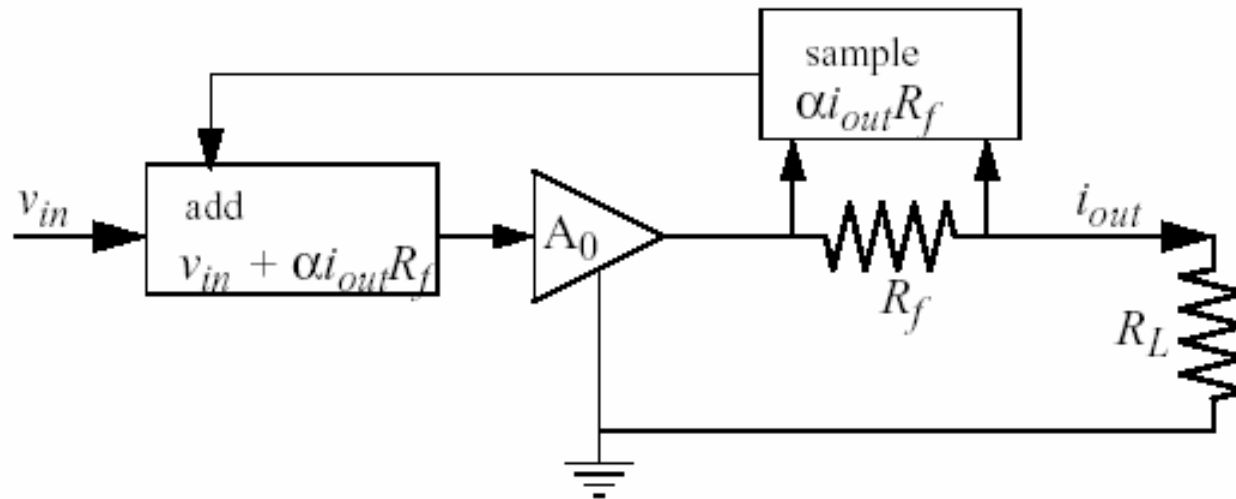 sample
αi_out R_f
v_in
add
v_in + αi_out R_f
A_0
i_out
R_f
R_L